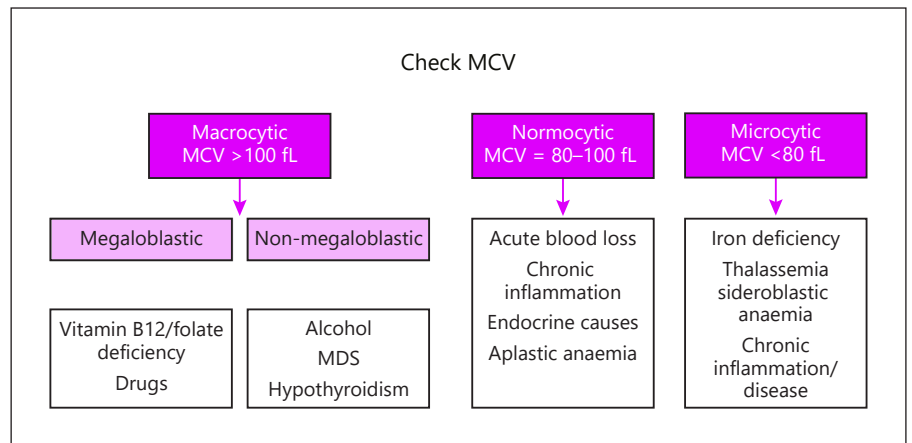 Check MCV
Macrocytic
MCV >100 fL
Normocytic
MCV = 80–100 fL
Microcytic
MCV <80 fL
Megaloblastic
Non-megaloblastic
Vitamin B12/folate
deficiency
Drugs
Alcohol
MDS
Hypothyroidism
Acute blood loss
Chronic
inflammation
Endocrine causes
Aplastic anaemia
Iron deficiency
Thalassemia
sideroblastic
anaemia
Chronic
inflammation/
disease